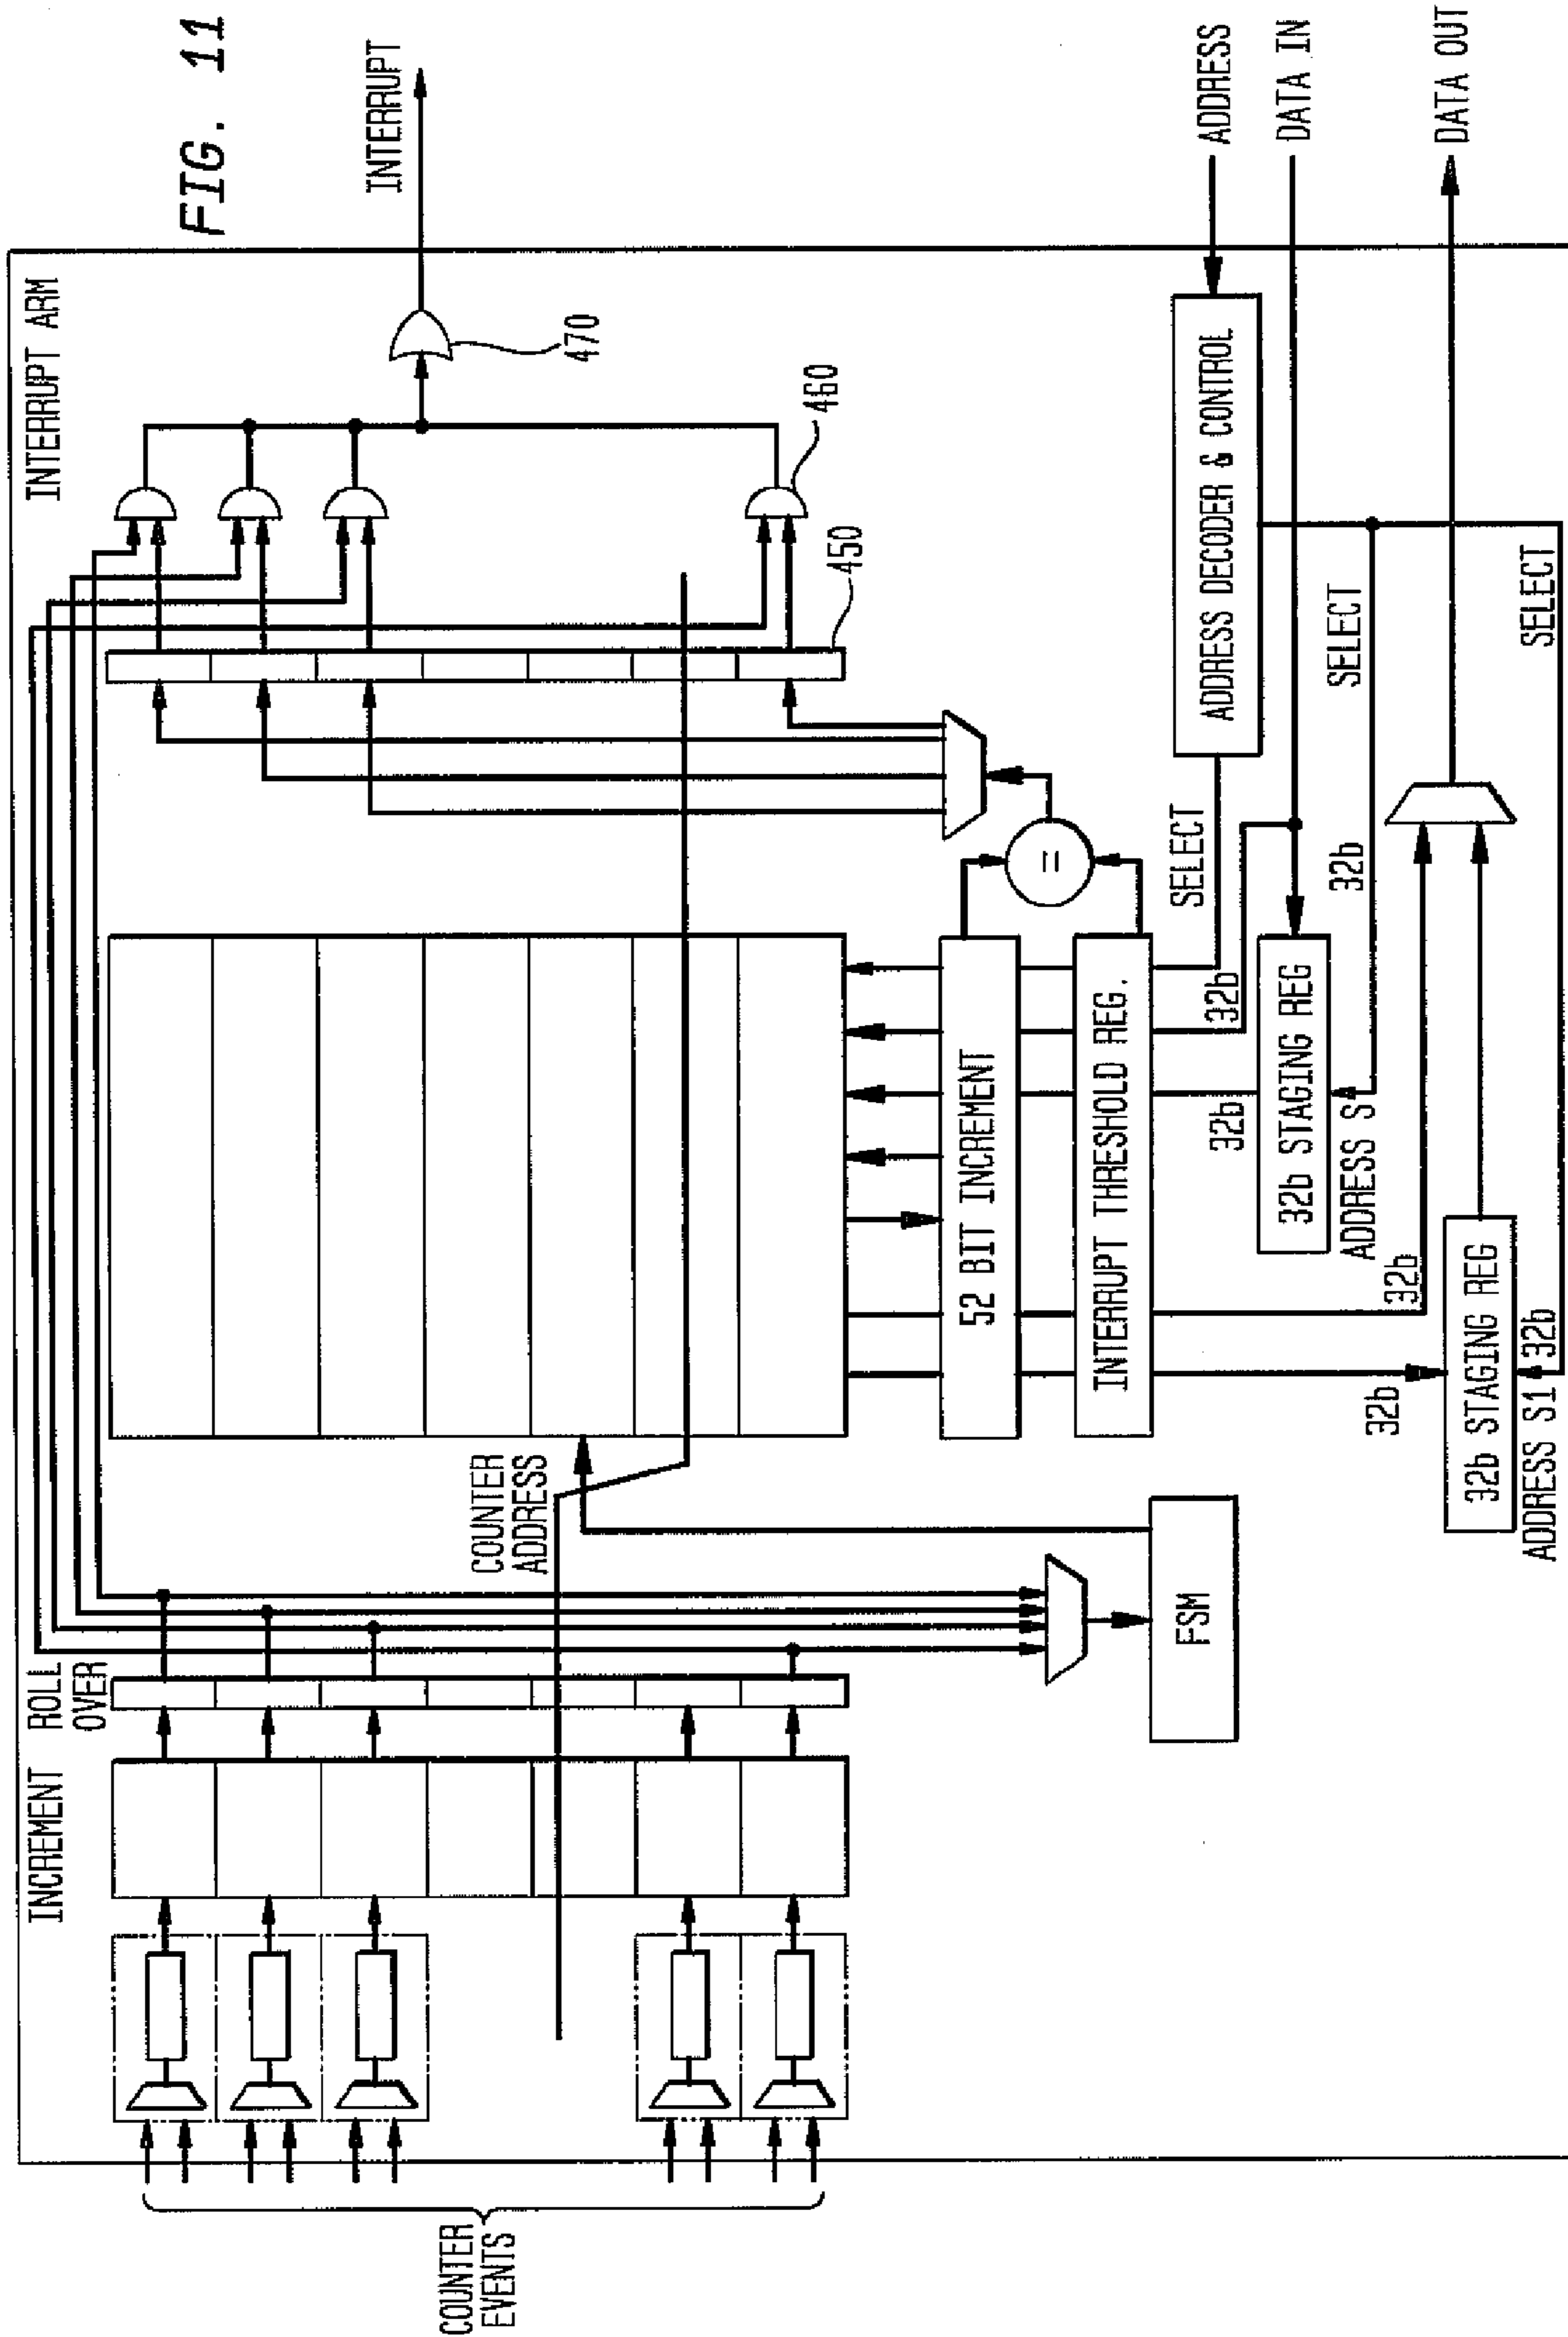 FIG. 11
INTERRUPT ARM
INTERRUPT
INCREMENT
ROLL
OVER
470
460
450
COUNTER
EVENTS
COUNTER
ADDRESS
52 BIT INCREMENT
=
INTERRUPT THRESHOLD REG.
FSM
SELECT
ADDRESS DECODER & CONTROL
ADDRESS
32b
32b
32b STAGING REG
ADDRESS S
32b
SELECT
DATA IN
32b
32b
32b STAGING REG
ADDRESS S1
32b
SELECT
DATA OUT